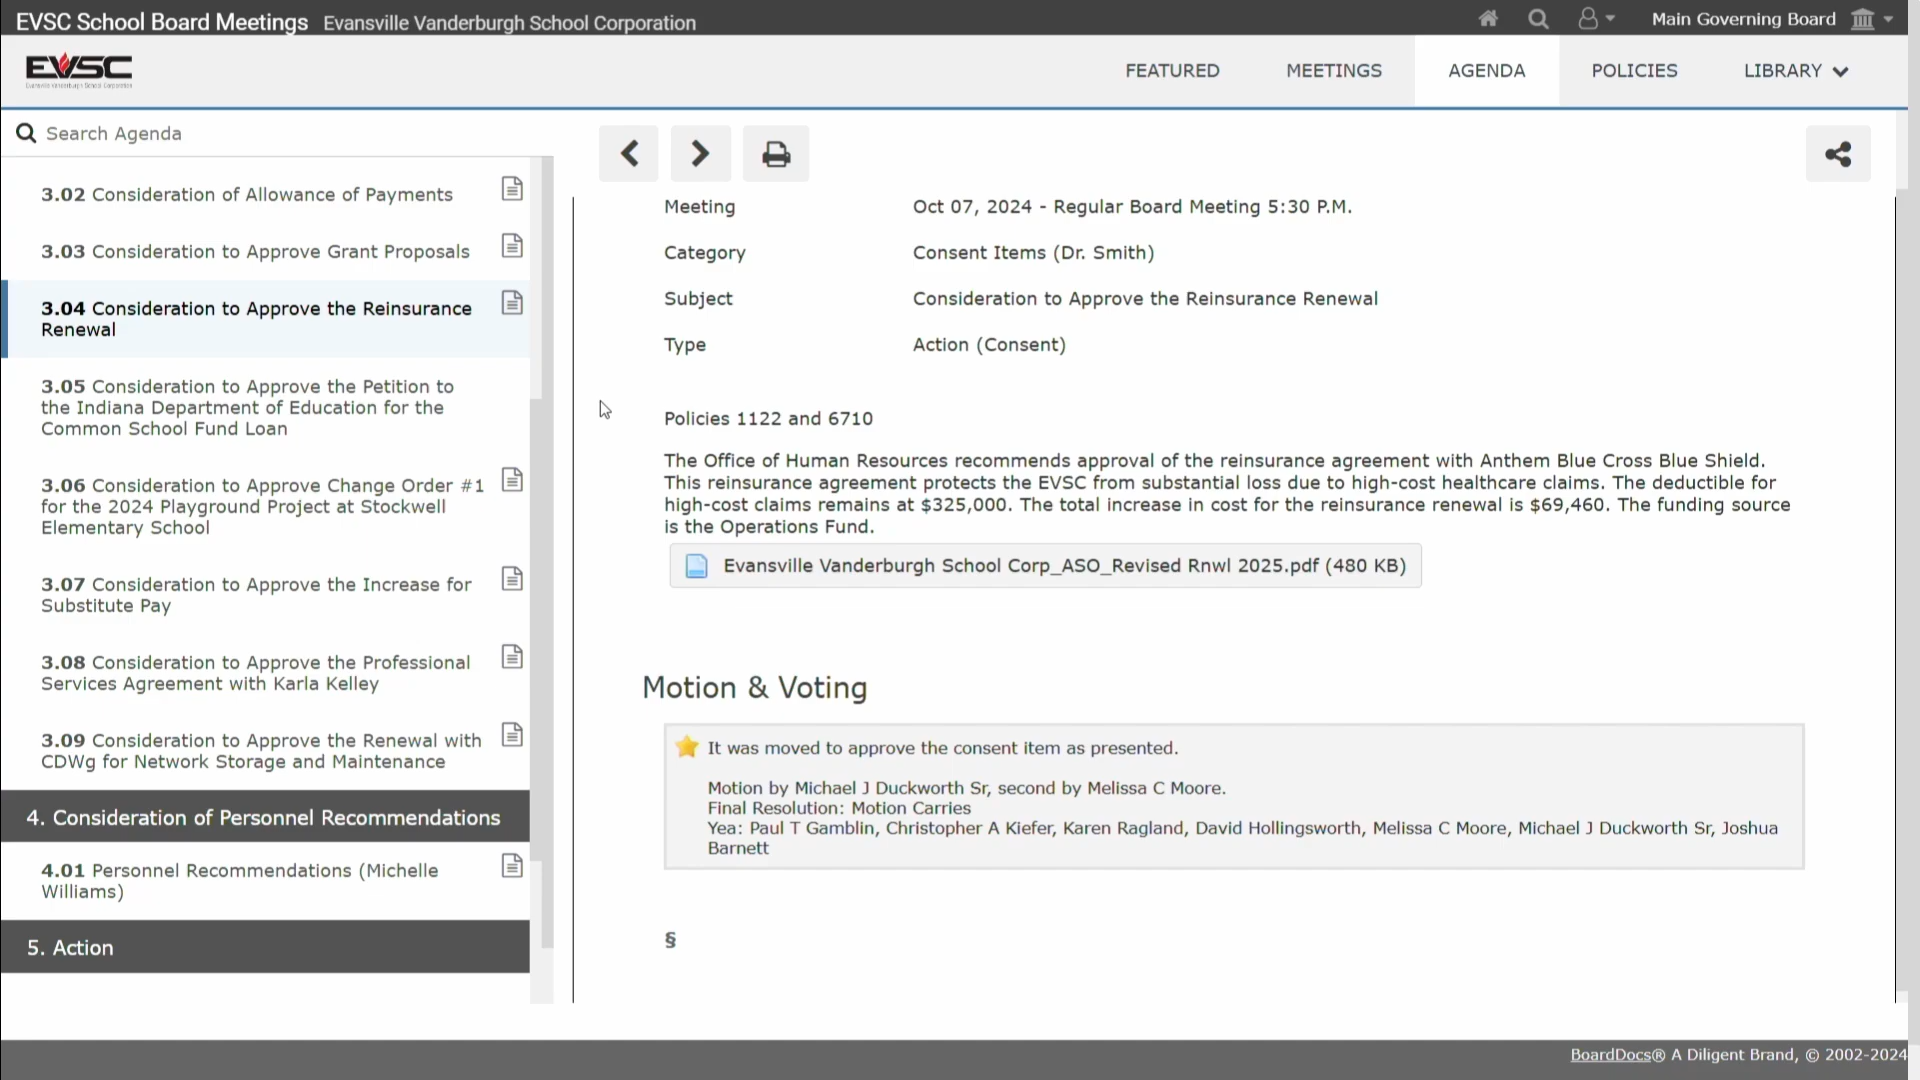 EVSC School Board Meetings Evansville Vanderburgh School Corporation
Main Governing Board
EVSC
Evansville Vanderburgh School Corporation
FEATURED MEETINGS AGENDA POLICIES LIBRARY
Search Agenda
3.02 Consideration of Allowance of Payments
3.03 Consideration to Approve Grant Proposals
3.04 Consideration to Approve the Reinsurance
Renewal
3.05 Consideration to Approve the Petition to
the Indiana Department of Education for the
Common School Fund Loan
3.06 Consideration to Approve Change Order #1
for the 2024 Playground Project at Stockwell
Elementary School
3.07 Consideration to Approve the Increase for
Substitute Pay
3.08 Consideration to Approve the Professional
Services Agreement with Karla Kelley
3.09 Consideration to Approve the Renewal with
CDWg for Network Storage and Maintenance
4. Consideration of Personnel Recommendations
4.01 Personnel Recommendations (Michelle
Williams)
5. Action
Meeting Oct 07, 2024 - Regular Board Meeting 5:30 P.M.
Category Consent Items (Dr. Smith)
Subject Consideration to Approve the Reinsurance Renewal
Type Action (Consent)
Policies 1122 and 6710
The Office of Human Resources recommends approval of the reinsurance agreement with Anthem Blue Cross Blue Shield.
This reinsurance agreement protects the EVSC from substantial loss due to high-cost healthcare claims. The deductible for
high-cost claims remains at $325,000. The total increase in cost for the reinsurance renewal is $69,460. The funding source
is the Operations Fund.
Evansville Vanderburgh School Corp_ASO_Revised Rnwl 2025.pdf (480 KB)
Motion & Voting
It was moved to approve the consent item as presented.
Motion by Michael J Duckworth Sr, second by Melissa C Moore.
Final Resolution: Motion Carries
Yea: Paul T Gamblin, Christopher A Kiefer, Karen Ragland, David Hollingsworth, Melissa C Moore, Michael J Duckworth Sr, Joshua
Barnett
§
BoardDocs® A Diligent Brand, © 2002-2024